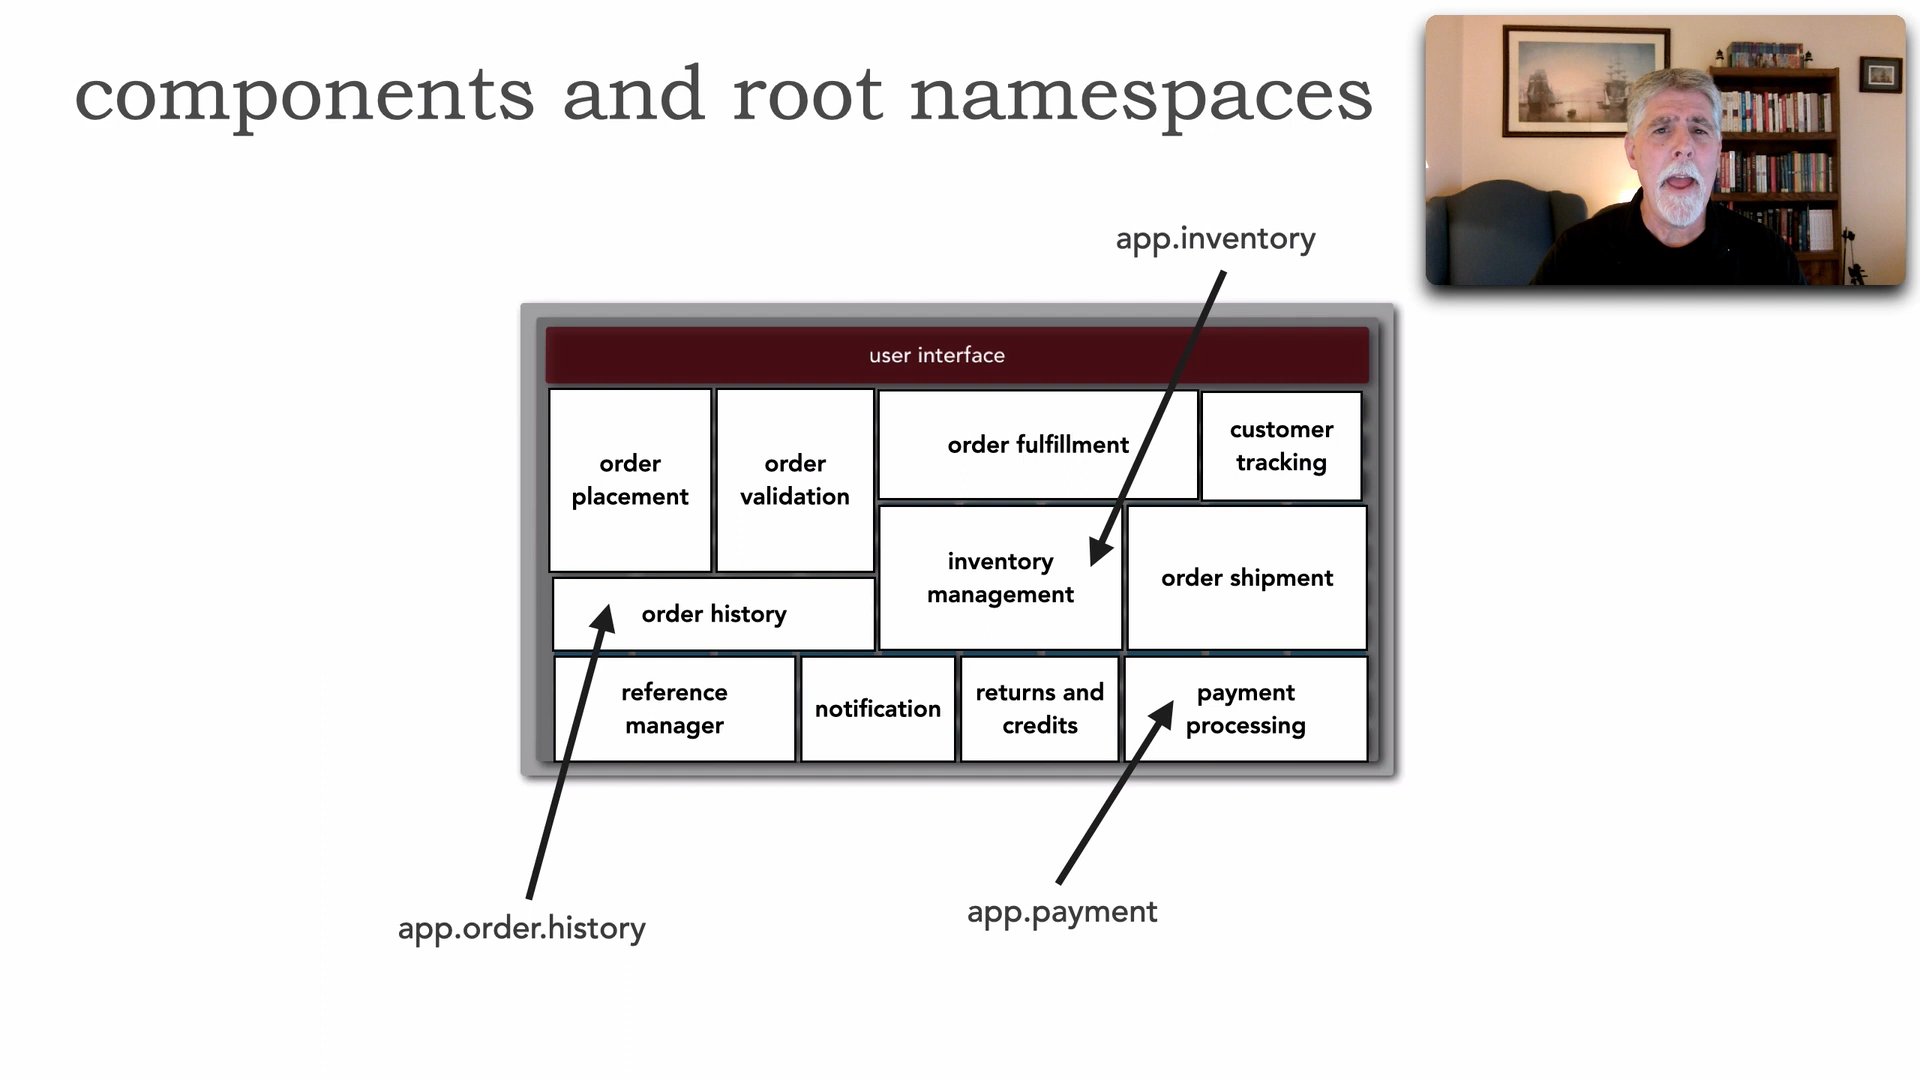 components and root namespaces
app.inventory
user interface
order
placement
order
validation
order fulfillment
customer
tracking
inventory
management
order shipment
order history
reference
manager
notification
returns and
credits
payment
processing
app.order.history
app.payment